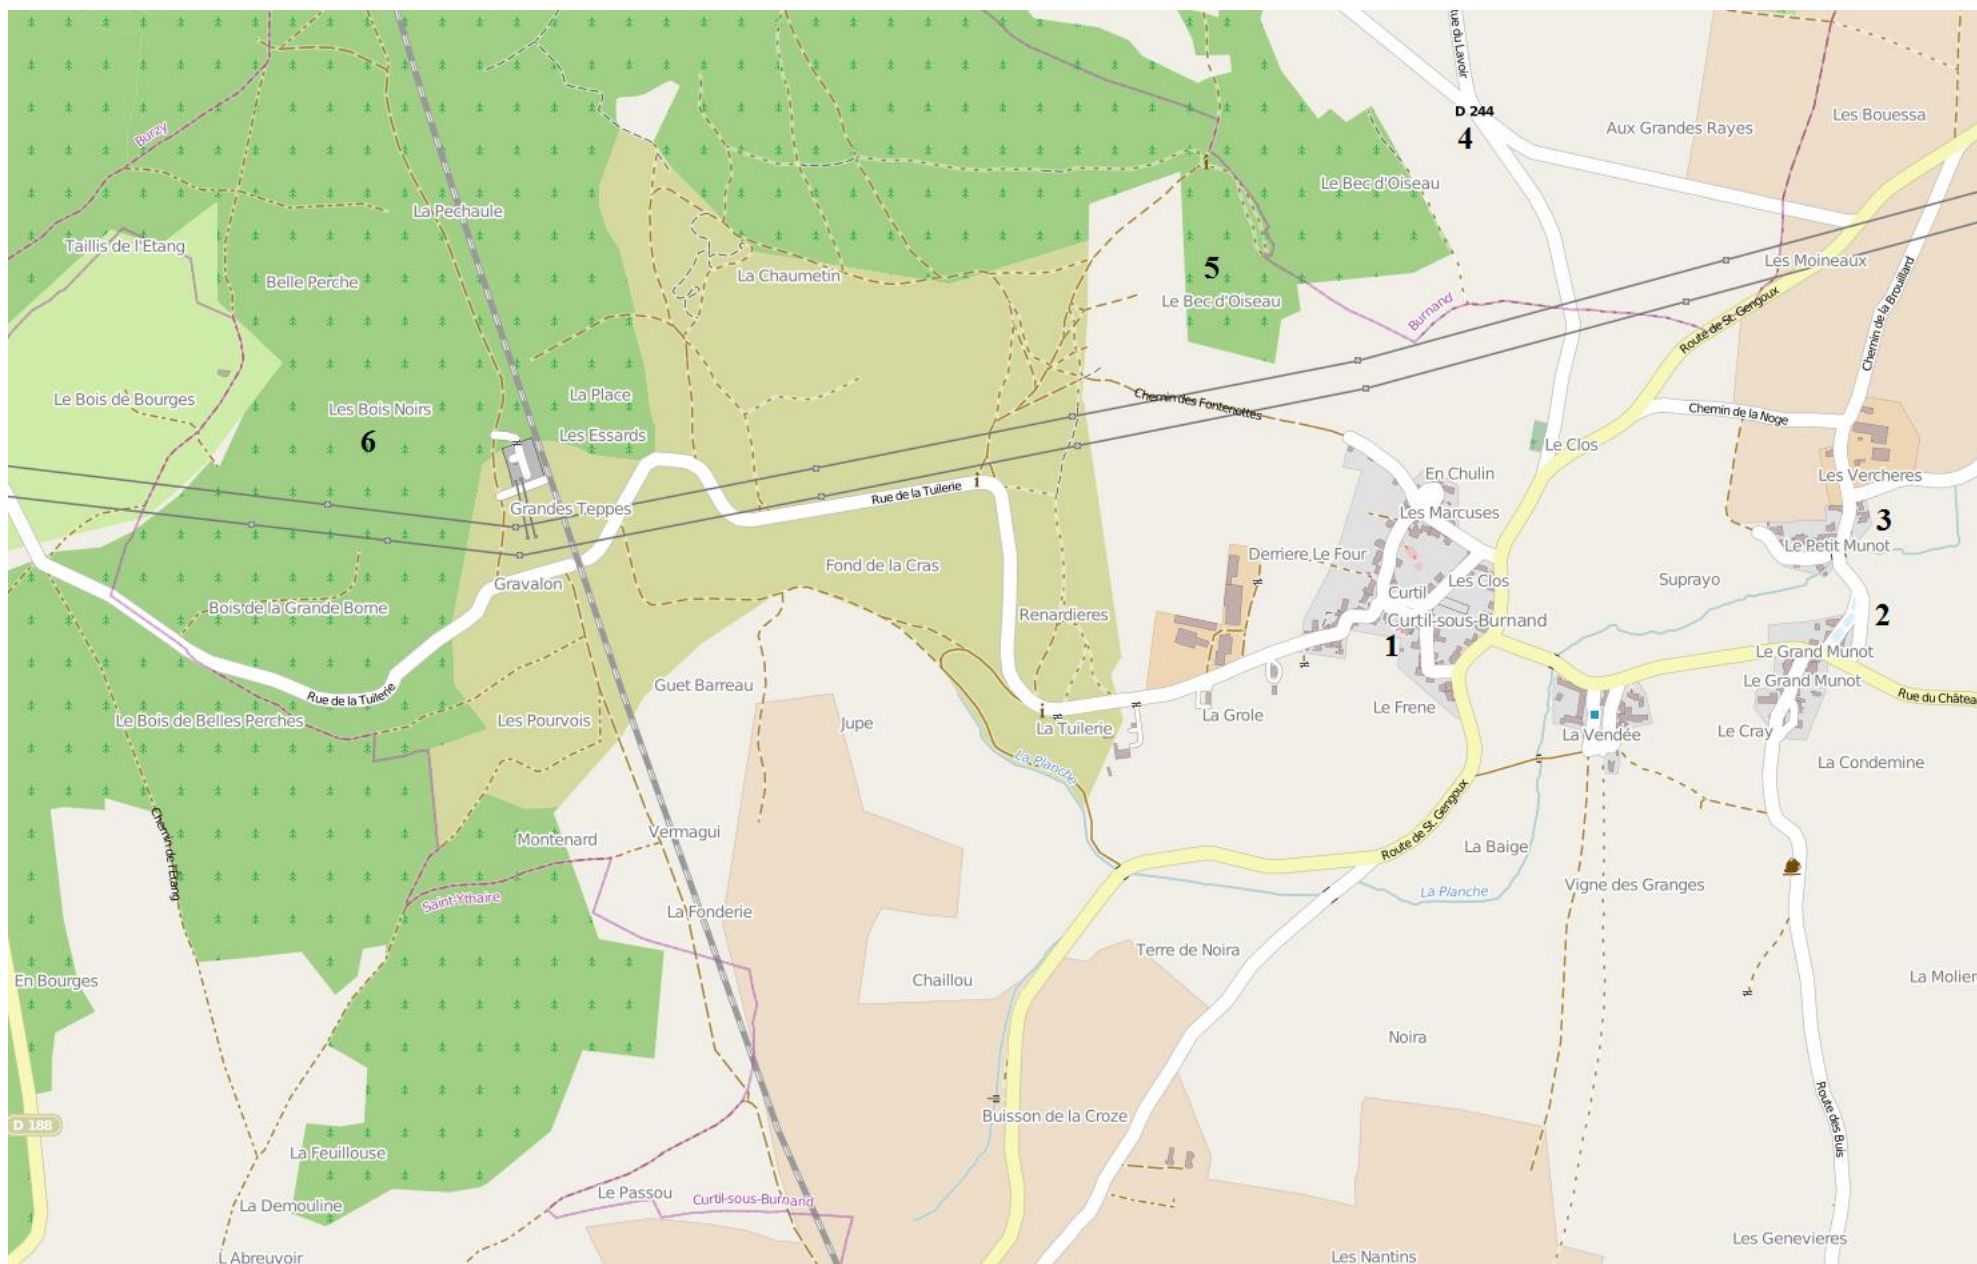 Rue du Lavoir
D 244
4
Aux Grandes Rayes
Les Bouessa
Burzy
Le Bec d'Oiseau
La Pechaule
Taillis de l'Etang
Belle Perche
La Chaumetin
5
Le Bec d'Oiseau
Les Moineaux
Burnand
Route de St. Gengoux
Chemin de la Brouillard
Le Bois de Bourges
Les Bois Noirs
6
La Place
Les Essards
Chemin des Fontenottes
Chemin de la Noge
Le Clos
En Chulin
Les Vercheres
Grandes Teppes
Rue de la Tuilerie
Les Marcuses
3
Le Petit Munot
Derriere Le Four
Fond de la Cras
Gravalon
Les Clos
Suprayo
Curtil
Bois de la Grande Borne
Renardieres
Curtil-sous-Burnand
2
1
Le Grand Munot
Le Grand Munot
Guet Barreau
Rue de la Tuilerie
Rue du Châtea
Le Bois de Belles Perches
Les Pourvois
Jupe
La Tuilerie
La Grole
Le Frene
La Vendée
Le Cray
La Planche
La Condemine
Route de St. Gengoux
Chemin de l'Etang
Montenard
Vermagui
La Baige
Saint-Ythaire
La Planche
Vigne des Granges
La Fonderie
Terre de Noira
En Bourges
Chaillou
La Molier
Noira
D 188
Buisson de la Croze
Route des Buis
La Feuillouse
Le Passou
Curtil-sous-Burnand
La Demouline
Les Genevieres
L Abreuvoir
Les Nantins